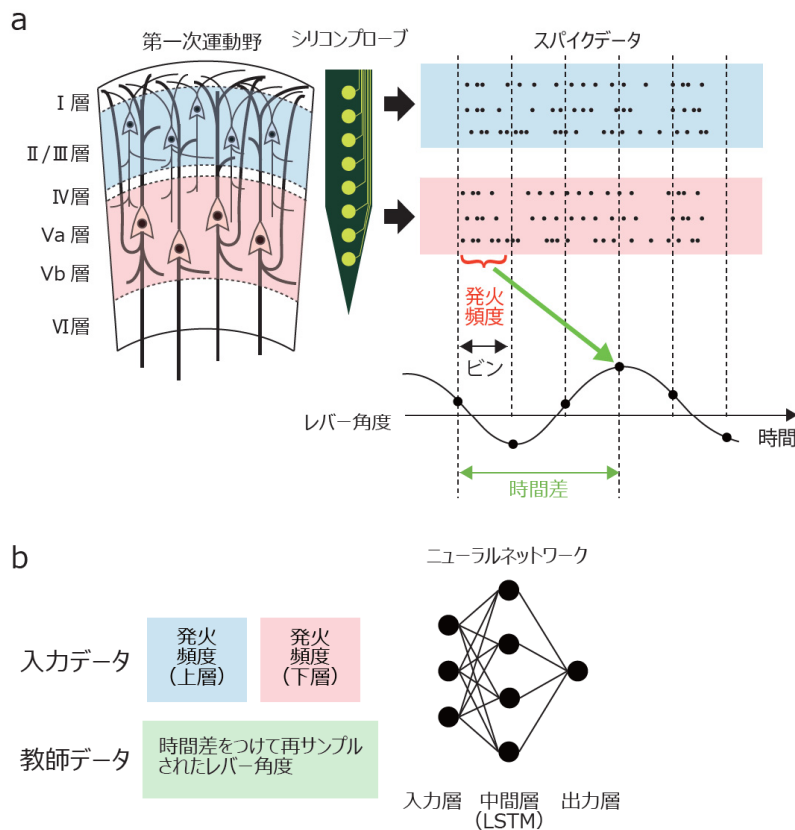 a
第一次運動野
シリコンプローブ
スパイクデータ
Ⅰ層
Ⅱ/Ⅲ層
Ⅳ層
Ⅴa層
Ⅴb層
Ⅵ層
発火
頻度
ビン
レバー角度
時間
時間差
b
ニューラルネットワーク
入力データ
発火
頻度
(上層)
発火
頻度
(下層)
教師データ
時間差をつけて再サンプル
されたレバー角度
入力層
中間層
(LSTM)
出力層